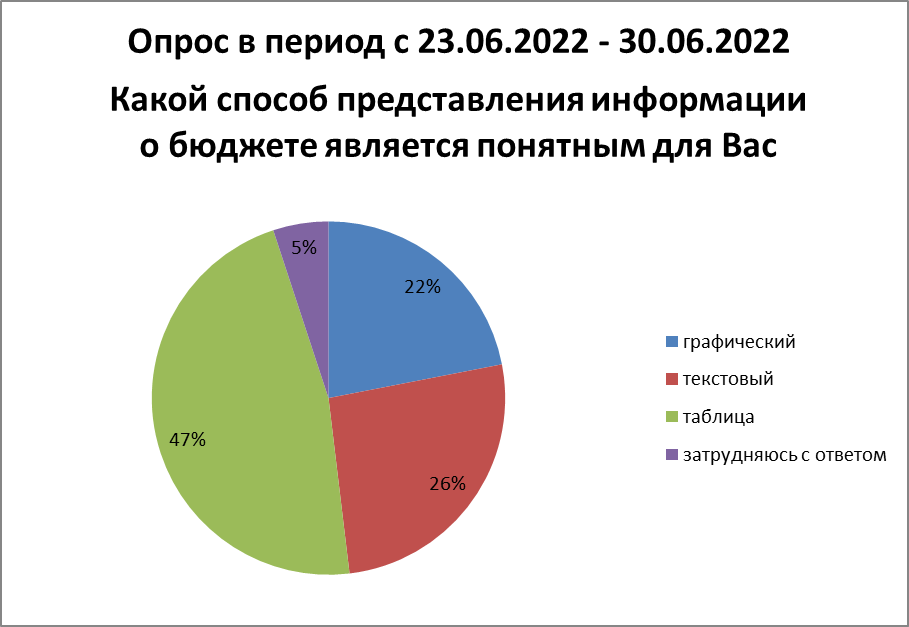 Опрос в период с 23.06.2022 - 30.06.2022
Какой способ представления информации
о бюджете является понятным для Вас
5%
22%
47%
26%
графический
текстовый
таблица
затрудняюсь с ответом